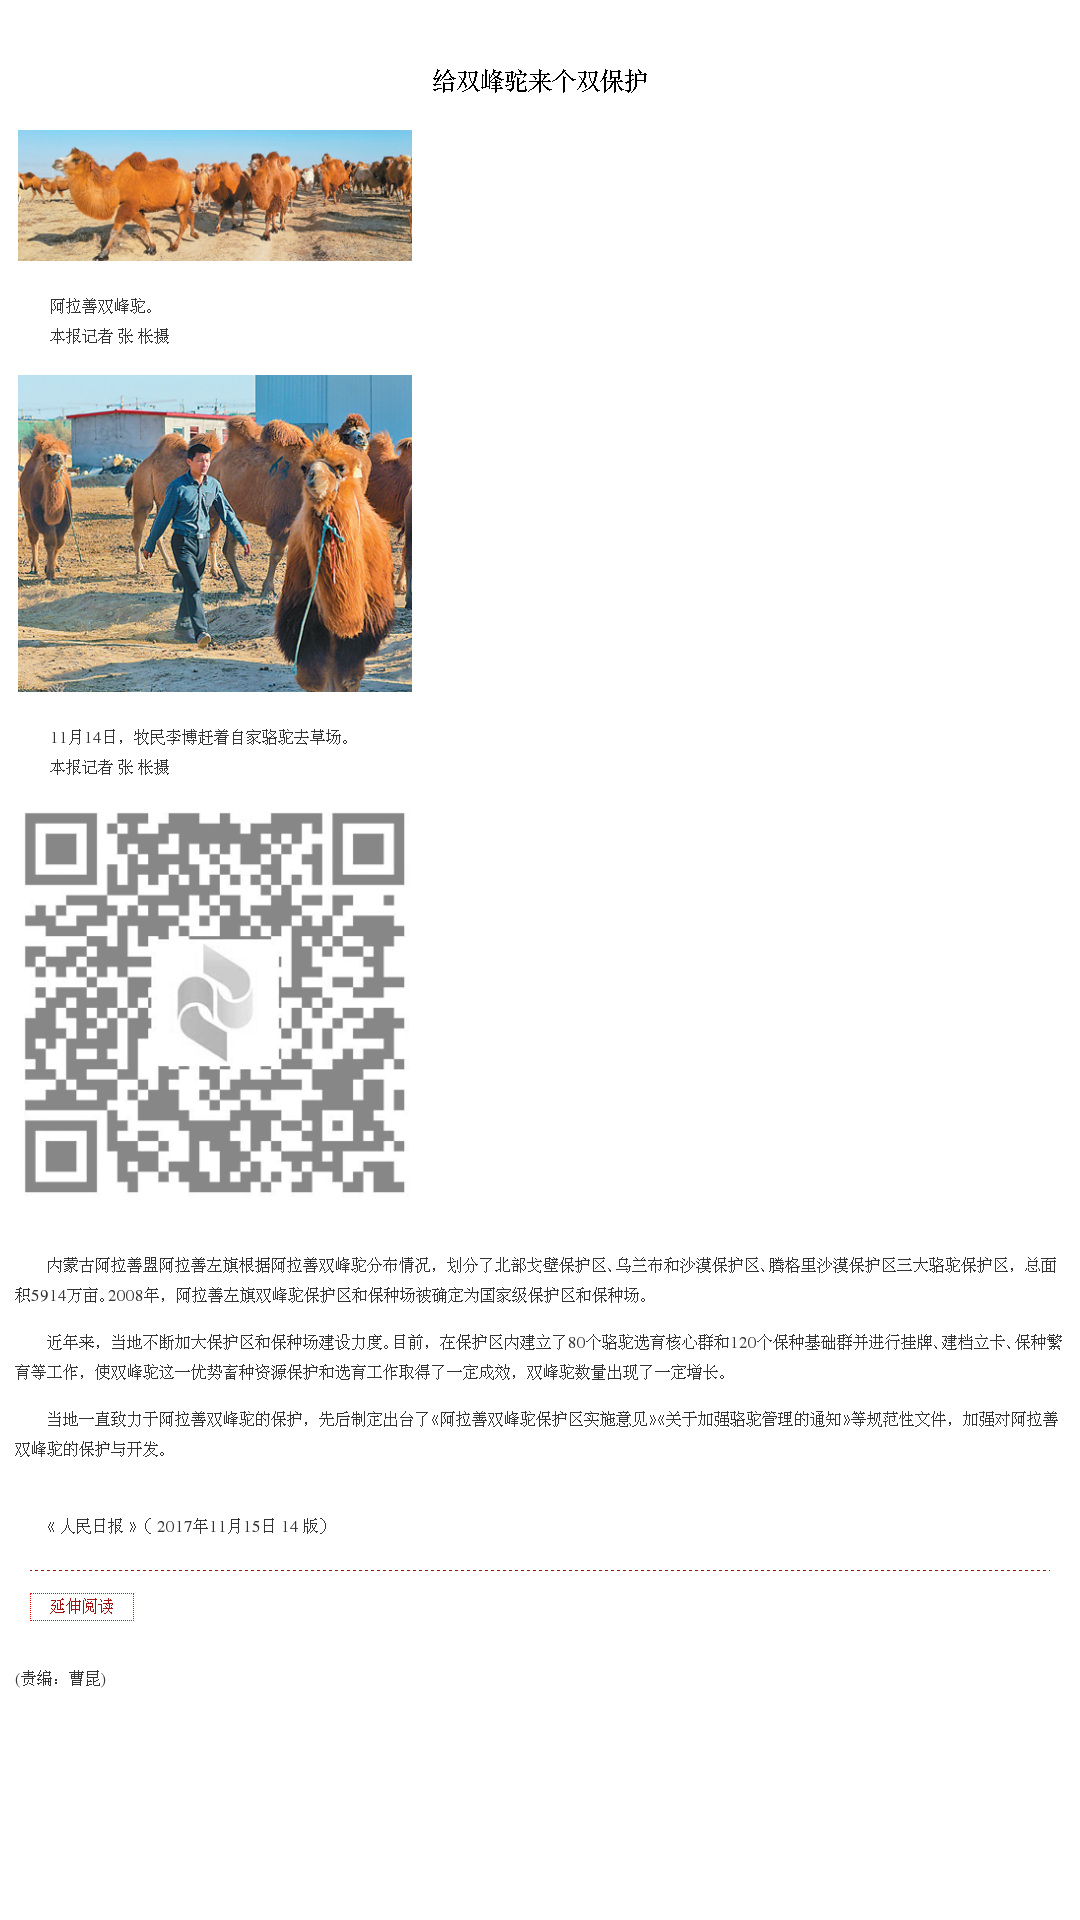 给双峰驼来个双保护
阿拉善双峰驼。
本报记者 张 枨摄
11月14日，牧民李博赶着自家骆驼去草场。
本报记者 张 枨摄
内蒙古阿拉善盟阿拉善左旗根据阿拉善双峰驼分布情况，划分了北部戈壁保护区、乌兰布和沙漠保护区、腾格里沙漠保护区三大骆驼保护区，总面
积5914万亩。2008年，阿拉善左旗双峰驼保护区和保种场被确定为国家级保护区和保种场。
近年来，当地不断加大保护区和保种场建设力度。目前，在保护区内建立了80个骆驼选育核心群和120个保种基础群并进行挂牌、建档立卡、保种繁
育等工作，使双峰驼这一优势畜种资源保护和选育工作取得了一定成效，双峰驼数量出现了一定增长。
当地一直致力于阿拉善双峰驼的保护，先后制定出台了《阿拉善双峰驼保护区实施意见》《关于加强骆驼管理的通知》等规范性文件，加强对阿拉善
双峰驼的保护与开发。
《 人民日报 》（ 2017年11月15日 14 版）
延伸阅读
(责编：曹昆)